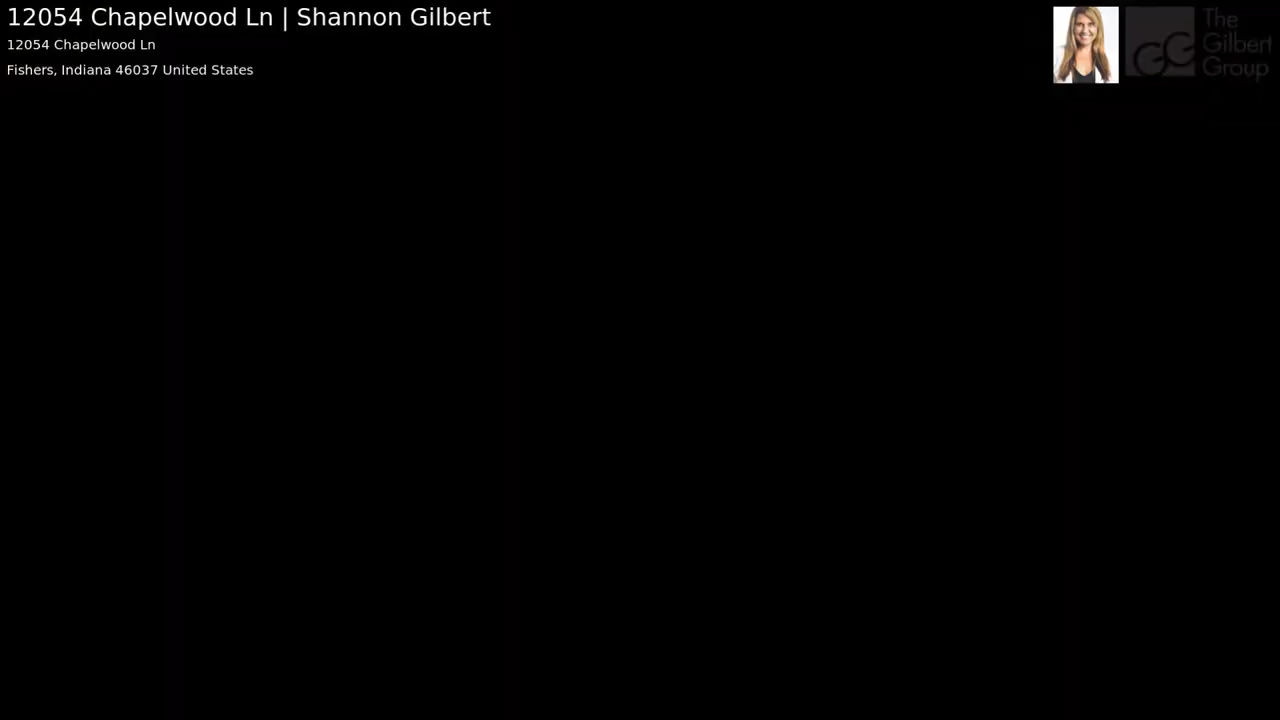 12054 Chapelwood Ln | Shannon Gilbert
12054 Chapelwood Ln
Fishers, Indiana 46037 United States
The
Gilbert
Group